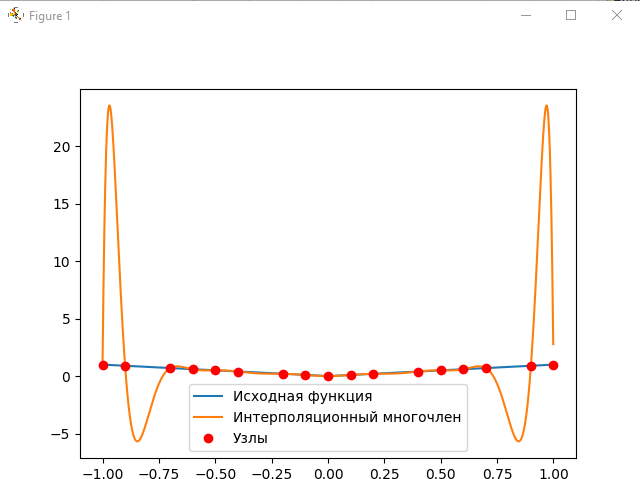 Figure 1
20
15
10
5
0
−5
Исходная функция
Интерполяционный многочлен
Узлы
−1.00 −0.75 −0.50 −0.25 0.00 0.25 0.50 0.75 1.00